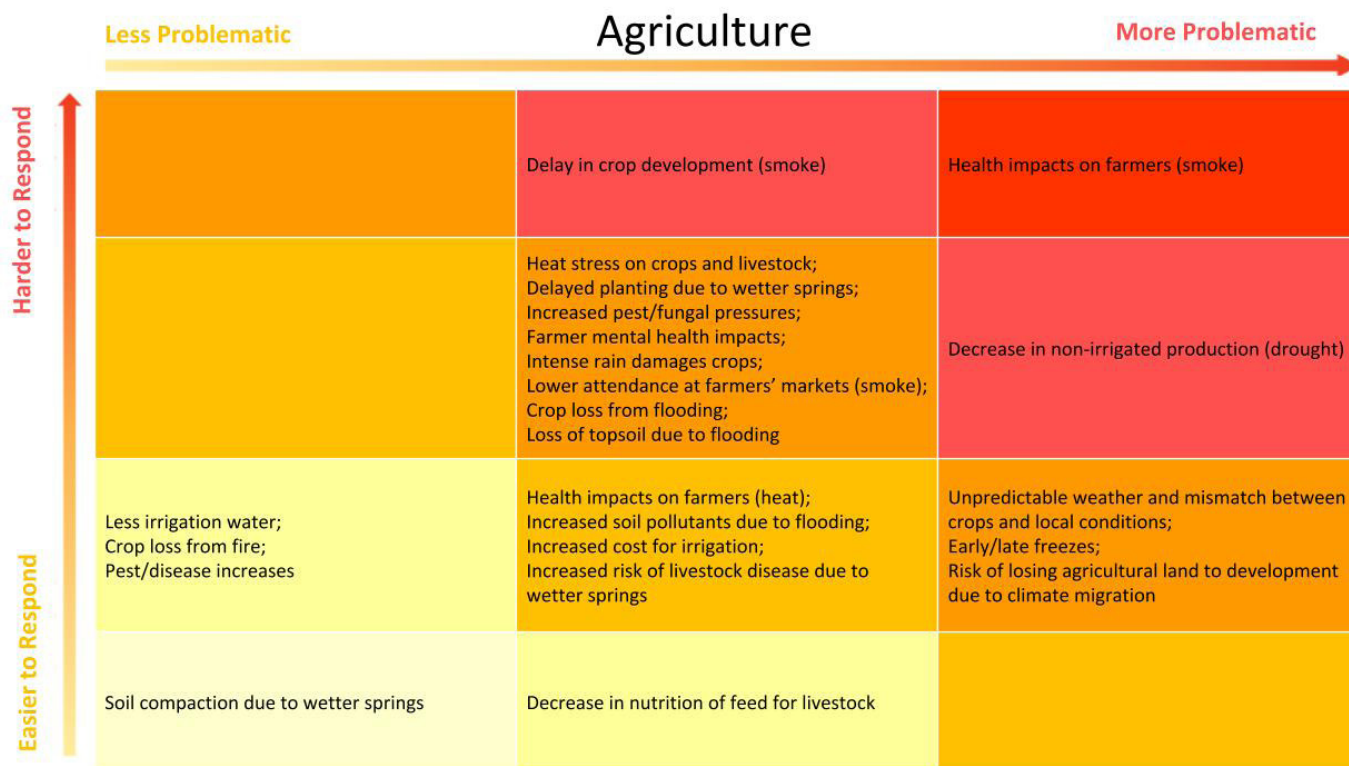 Less Problematic
Agriculture
More Problematic
Harder to Respond
Easier to Respond
Delay in crop development (smoke)
Health impacts on farmers (smoke)
Heat stress on crops and livestock;
Delayed planting due to wetter springs;
Increased pest/fungal pressures;
Farmer mental health impacts;
Intense rain damages crops;
Lower attendance at farmers’ markets (smoke);
Crop loss from flooding;
Loss of topsoil due to flooding
Decrease in non-irrigated production (drought)
Less irrigation water;
Crop loss from fire;
Pest/disease increases
Health impacts on farmers (heat);
Increased soil pollutants due to flooding;
Increased cost for irrigation;
Increased risk of livestock disease due to
wetter springs
Unpredictable weather and mismatch between
crops and local conditions;
Early/late freezes;
Risk of losing agricultural land to development
due to climate migration
Soil compaction due to wetter springs
Decrease in nutrition of feed for livestock